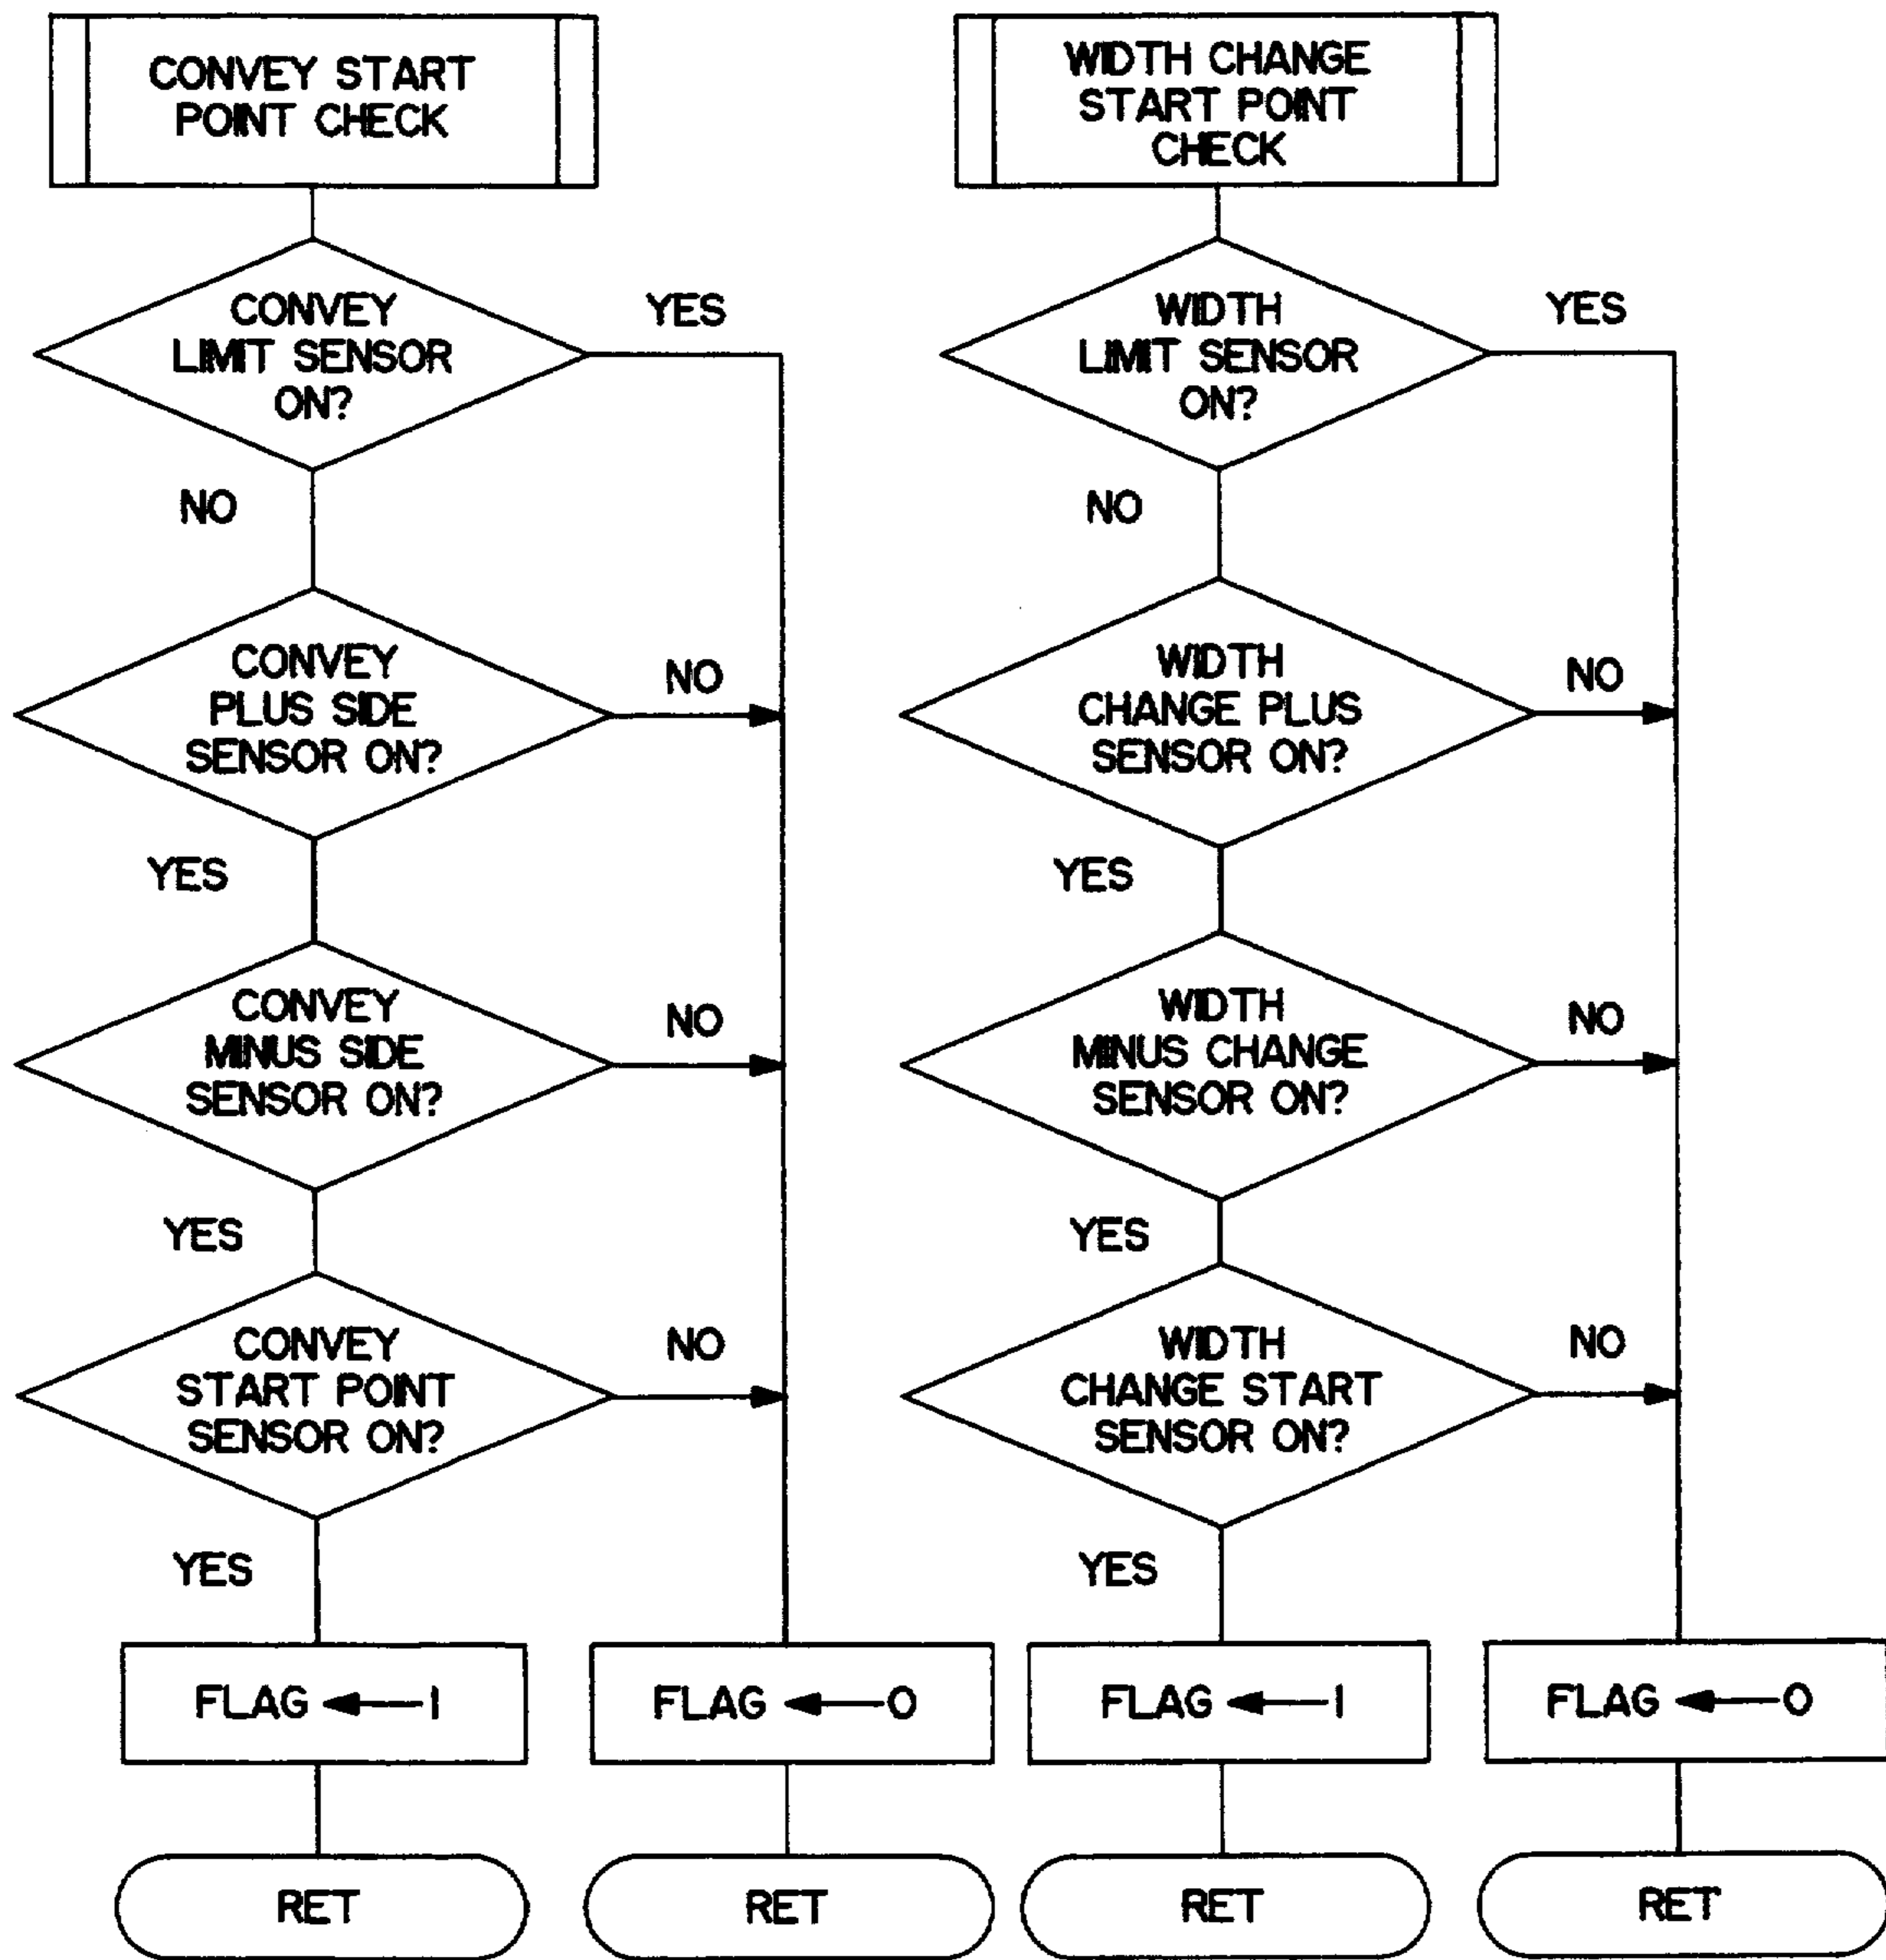 CONVEY START
POINT CHECK
CONVEY
LIMIT SENSOR
ON?
YES
NO
CONVEY
PLUS SIDE
SENSOR ON?
NO
YES
CONVEY
MINUS SIDE
SENSOR ON?
NO
YES
CONVEY
START POINT
SENSOR ON?
NO
YES
FLAG ← 1
FLAG ← 0
RET
RET
WIDTH CHANGE
START POINT
CHECK
WIDTH
LIMIT SENSOR
ON?
YES
NO
WIDTH
CHANGE PLUS
SENSOR ON?
NO
YES
WIDTH
MINUS CHANGE
SENSOR ON?
NO
YES
WIDTH
CHANGE START
SENSOR ON?
NO
YES
FLAG ← 1
FLAG ← 0
RET
RET